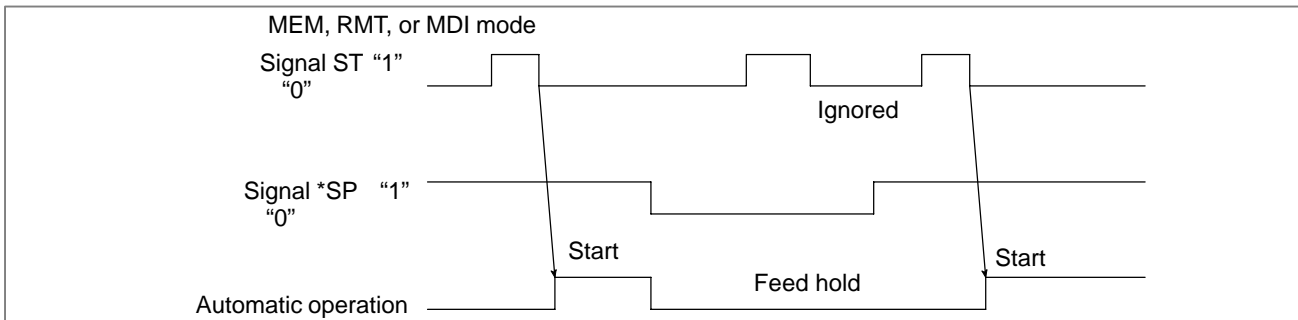 MEM, RMT, or MDI mode
Signal ST “1”
“0”
Ignored
Signal *SP “1”
“0”
Start
Start
Feed hold
Automatic operation